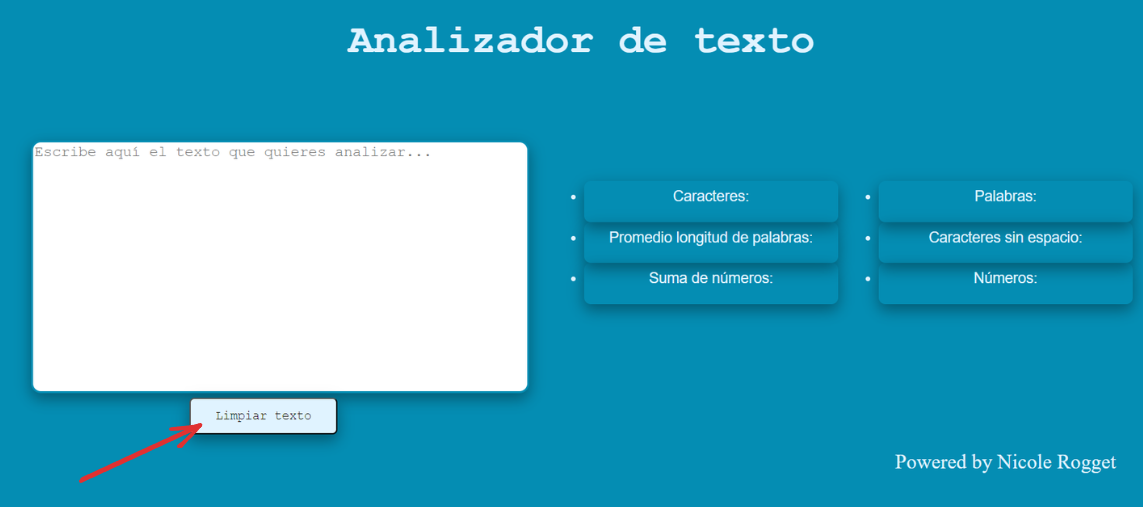 Analizador de texto
Escribe aquí el texto que quieres analizar...
Caracteres:
Palabras:
Promedio longitud de palabras:
Caracteres sin espacio:
Suma de números:
Números:
Limpiar texto
Powered by Nicole Rogget